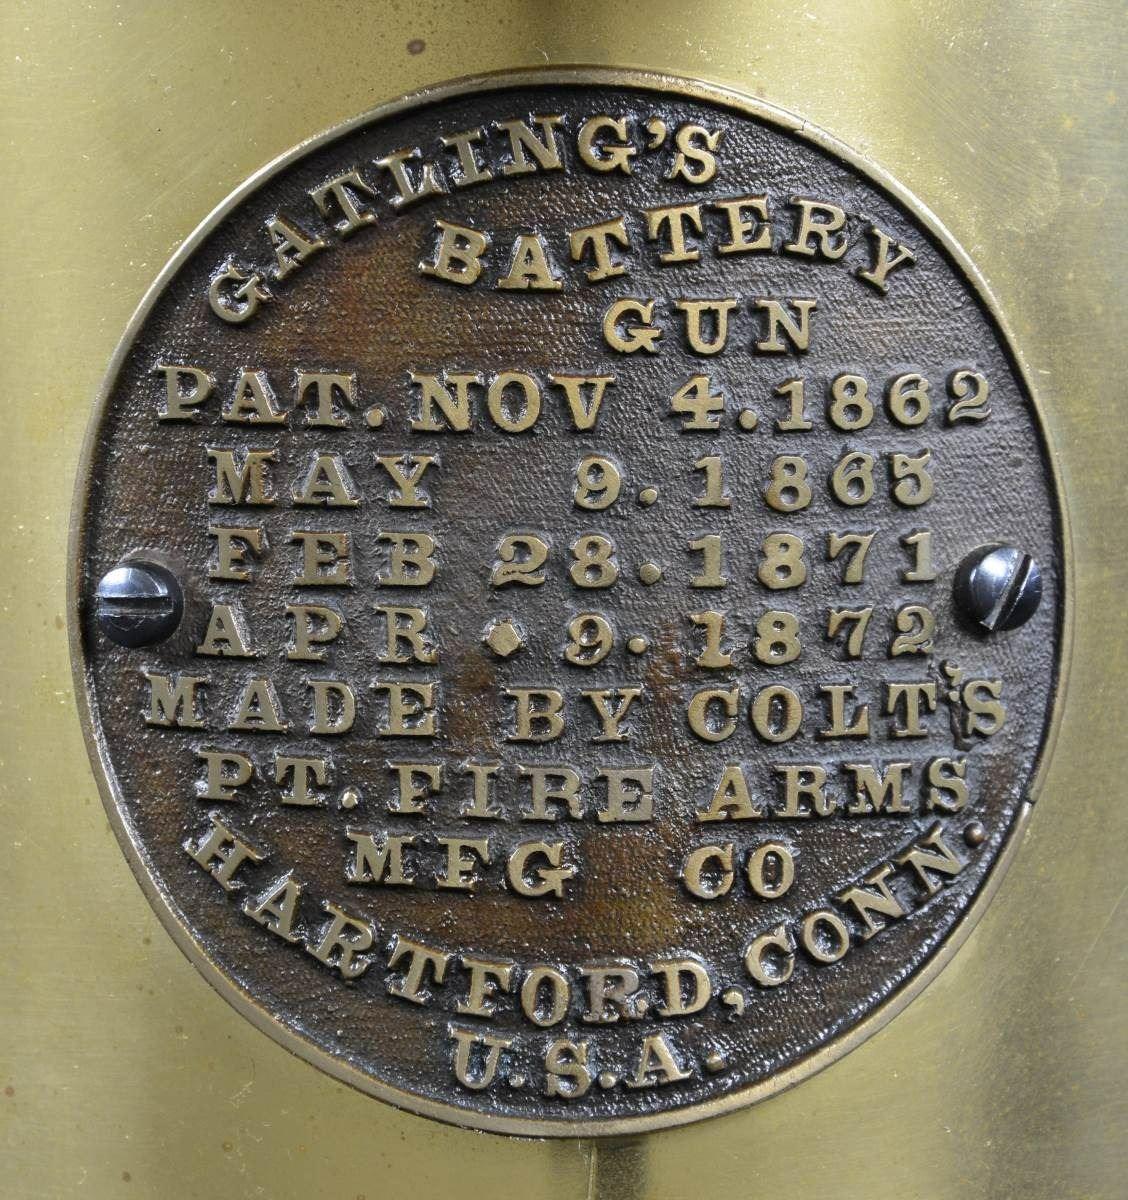 GATLING'S
BATTERY
GUN
PAT. NOV 4. 1862
MAY 9. 1865
FEB 28. 1871
APR • 9. 1872
MADE BY COLT'S
PT. FIRE ARMS
MFG CO
HARTFORD, CONN.
U.S.A.